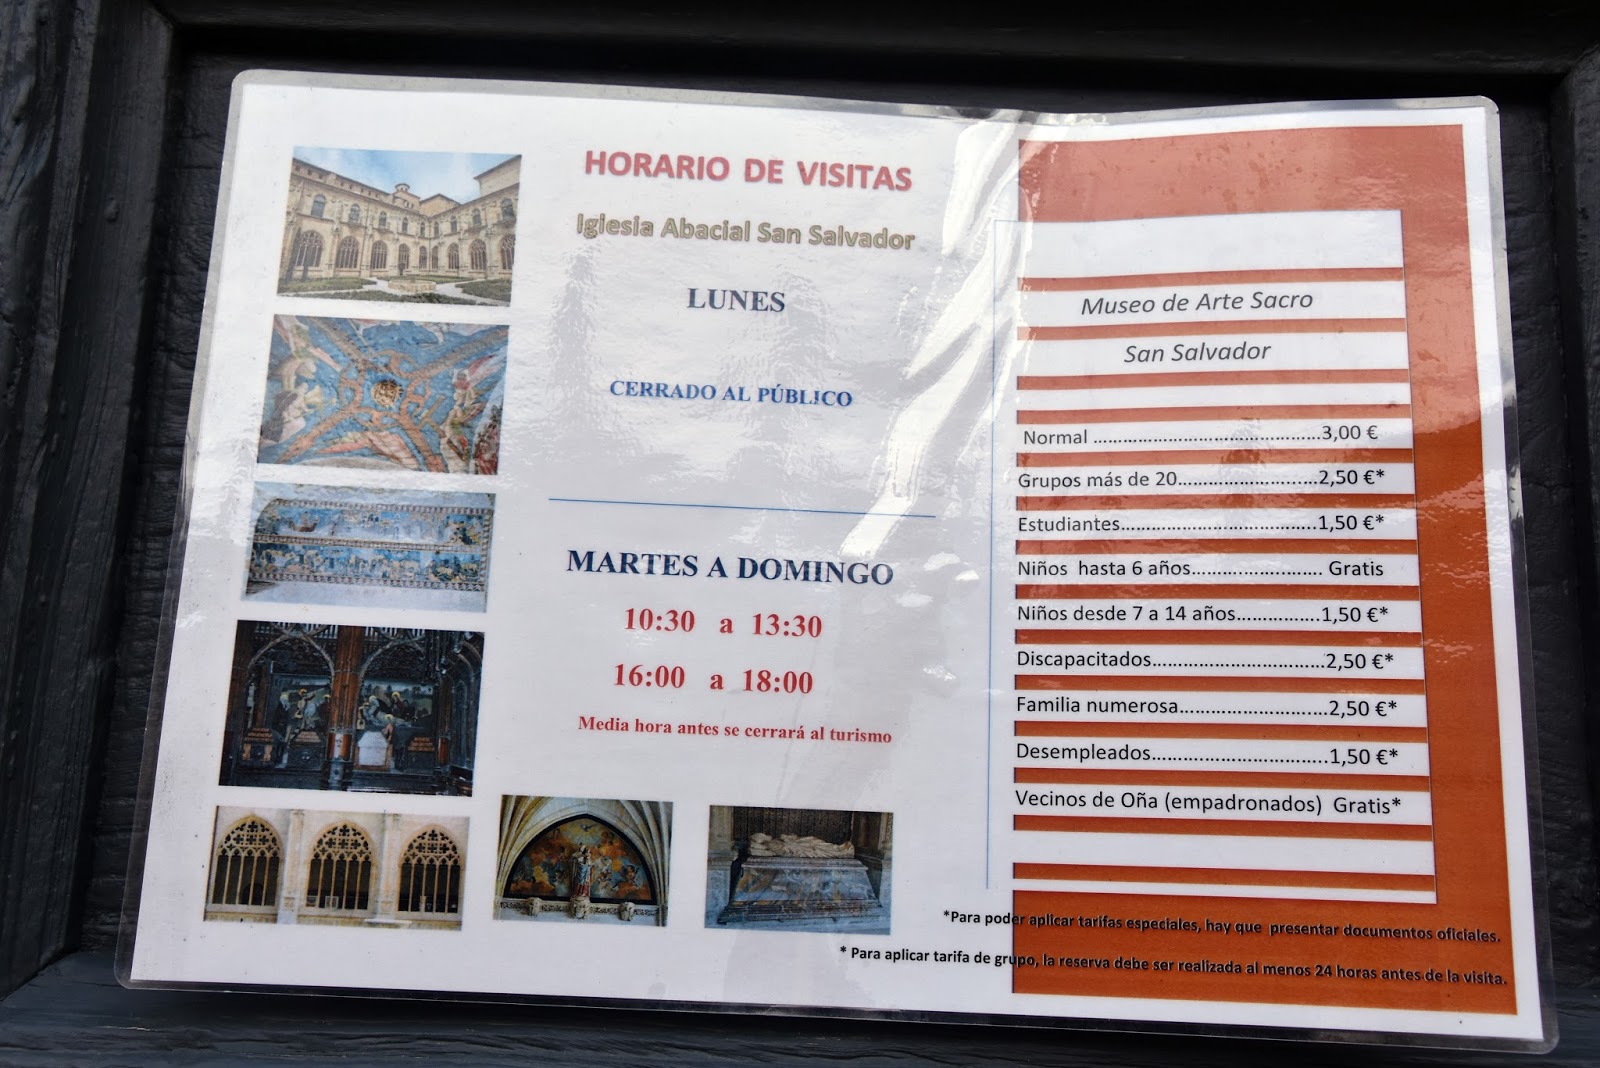 HORARIO DE VISITAS
Iglesia Abacial San Salvador
LUNES
CERRADO AL PÚBLICO
MARTES A DOMINGO
10:30 a 13:30
16:00 a 18:00
Media hora antes se cerrará al turismo
Museo de Arte Sacro
San Salvador
Normal ..........................................3,00 €
Grupos más de 20..........................2,50 €*
Estudiantes....................................1,50 €*
Niños hasta 6 años........................ Gratis
Niños desde 7 a 14 años...............1,50 €*
Discapacitados...............................2,50 €*
Familia numerosa...........................2,50 €*
Desempleados................................1,50 €*
Vecinos de Oña (empadronados) Gratis*
*Para poder aplicar tarifas especiales, hay que presentar documentos oficiales.
* Para aplicar tarifa de grupo, la reserva debe ser realizada al menos 24 horas antes de la visita.